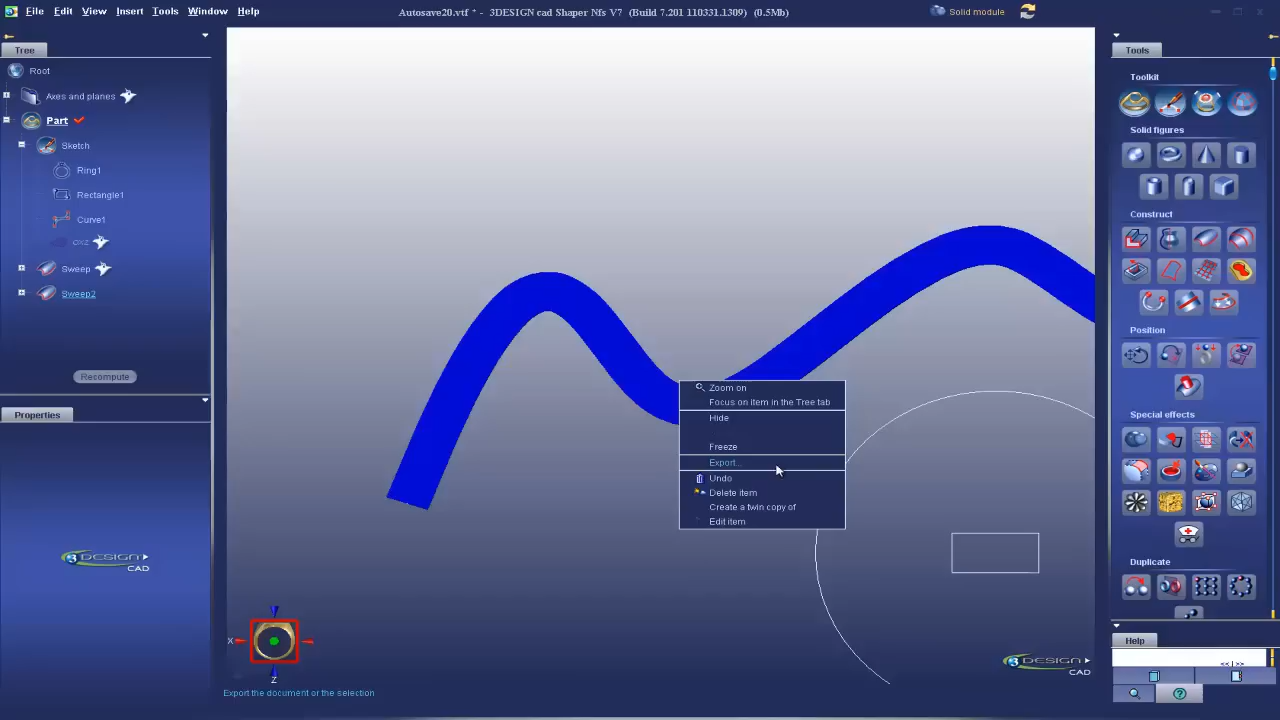 File Edit View Insert Tools Window Help
Autosave20.vtf * - 3DESIGN cad Shaper Nfs V7 (Build 7.201 110331.1309) (0.5Mb)
Solid module
Tree
Root
Axes and planes
Part
Sketch
Ring1
Rectangle1
Curve1
oxz
Sweep
Sweep2
Recompute
Properties
3DESIGN
CAD
Zoom on
Focus on item in the Tree tab
Hide
Freeze
Export...
Undo
Delete item
Create a twin copy of
Edit item
X
Z
Export the document or the selection
3DESIGN
CAD
Tools
Toolkit
Solid figures
Construct
Position
Special effects
Duplicate
Help
<< | >>